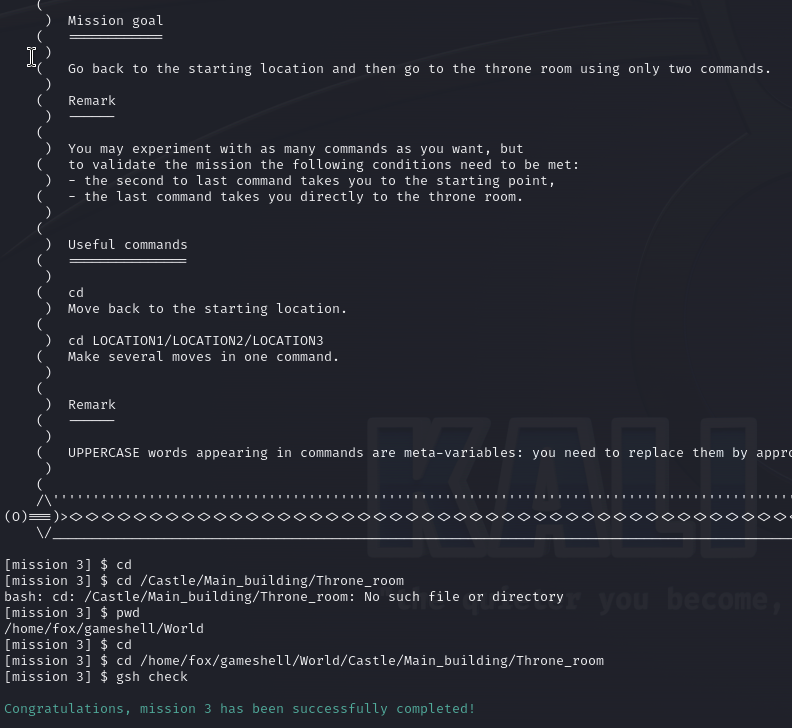 (
) Mission goal
( ===========
)
( Go back to the starting location and then go to the throne room using only two commands.
)
( Remark
) ------
(
) You may experiment with as many commands as you want, but
( to validate the mission the following conditions need to be met:
) - the second to last command takes you to the starting point,
( - the last command takes you directly to the throne room.
)
(
) Useful commands
( ===============
)
( cd
) Move back to the starting location.
(
) cd LOCATION1/LOCATION2/LOCATION3
( Make several moves in one command.
)
(
) Remark
( ------
)
( UPPERCASE words appearing in commands are meta-variables: you need to replace them by
)
(
[mission 3] $ cd
[mission 3] $ cd /Castle/Main_building/Throne_room
bash: cd: /Castle/Main_building/Throne_room: No such file or directory
[mission 3] $ pwd
/home/fox/gameshell/World
[mission 3] $ cd
[mission 3] $ cd /home/fox/gameshell/World/Castle/Main_building/Throne_room
[mission 3] $ gsh check
Congratulations, mission 3 has been successfully completed!
KALI
"the quieter you become,